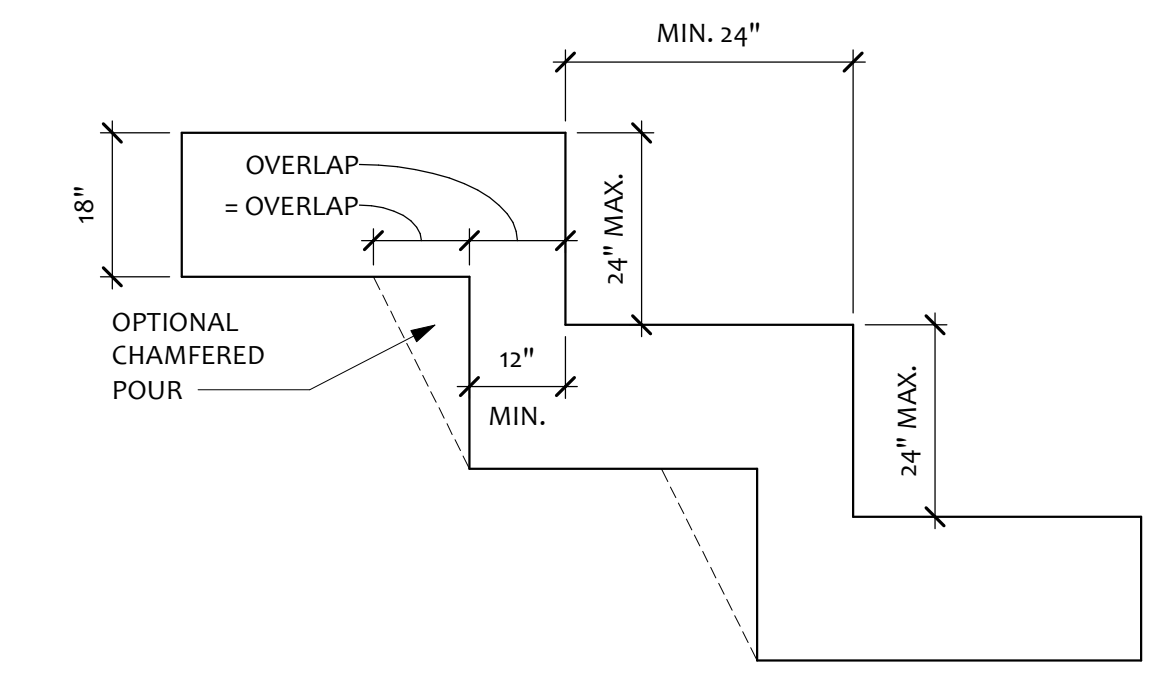 MIN. 24"
OVERLAP
= OVERLAP
18"
24" MAX.
OPTIONAL
CHAMFERED
POUR
12"
MIN.
24" MAX.